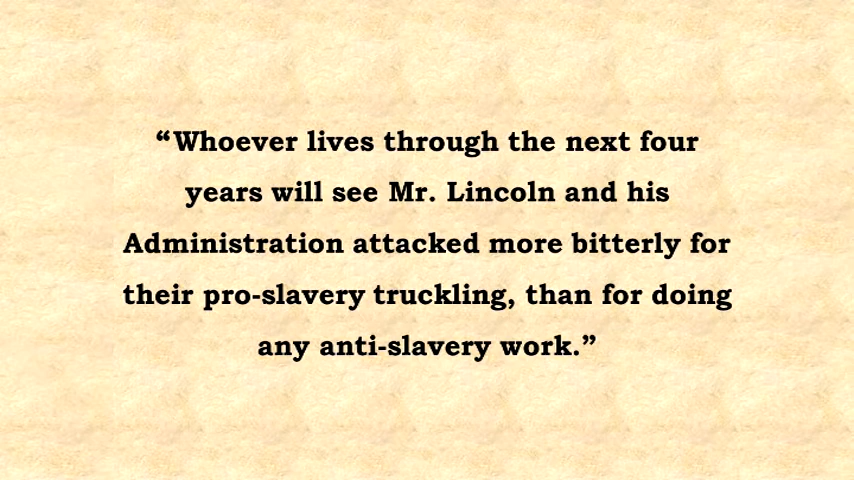 “Whoever lives through the next four
years will see Mr. Lincoln and his
Administration attacked more bitterly for
their pro-slavery truckling, than for doing
any anti-slavery work.”